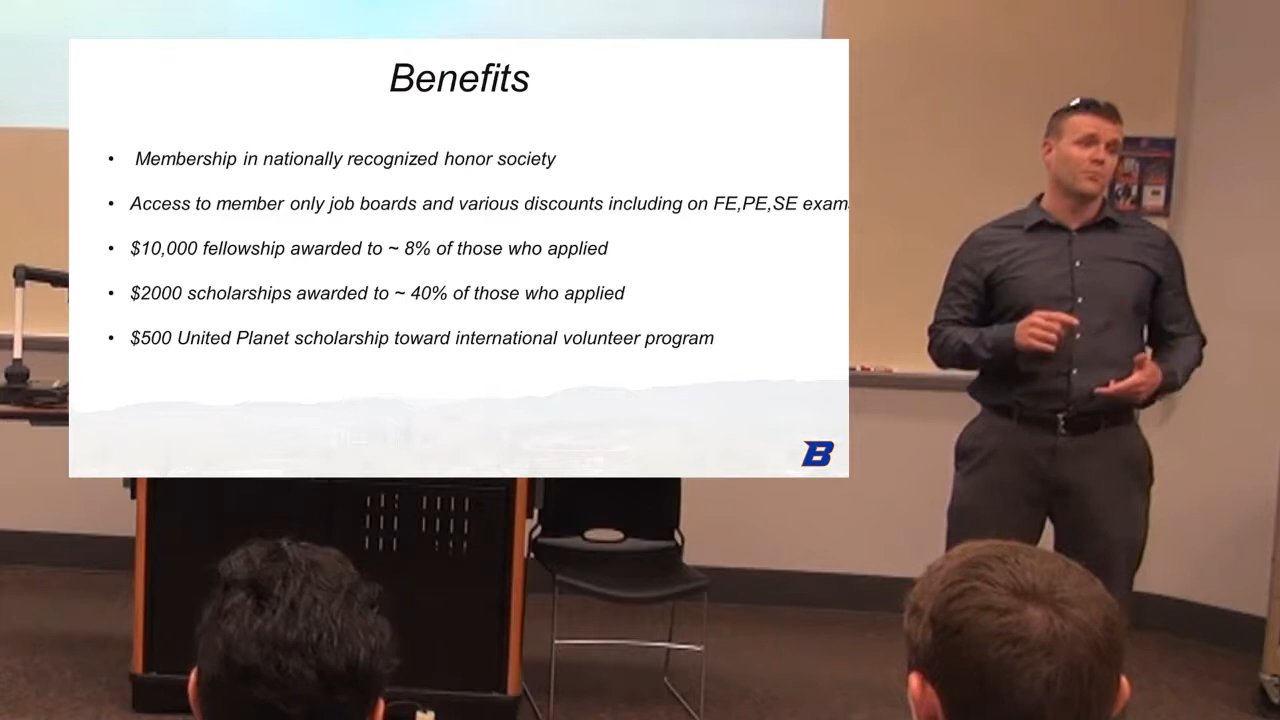 Benefits
• Membership in nationally recognized honor society
• Access to member only job boards and various discounts including on FE,PE,SE exam
• $10,000 fellowship awarded to ~ 8% of those who applied
• $2000 scholarships awarded to ~ 40% of those who applied
• $500 United Planet scholarship toward international volunteer program
B